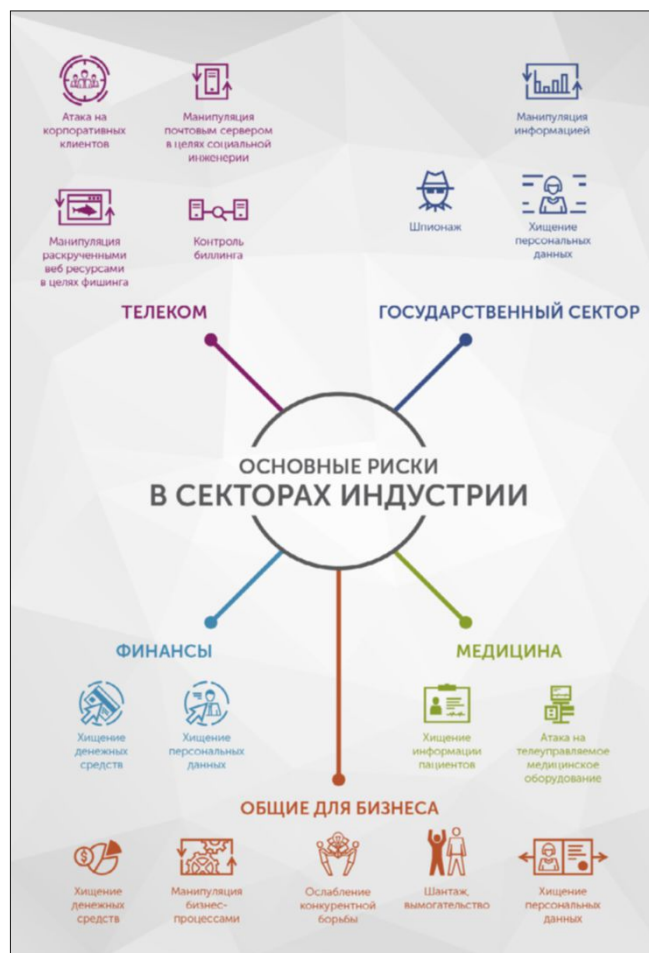 Атака на
корпоративных
клиентов
Манипуляция
почтовым сервером
в целях социальной
инженерии
Манипуляция
раскрученными
веб ресурсами
в целях фишинга
Контроль
биллинга
ТЕЛЕКОМ
Манипуляция
информацией
Шпионаж
Хищение
персональных
данных
ГОСУДАРСТВЕННЫЙ СЕКТОР
ОСНОВНЫЕ РИСКИ
В СЕКТОРАХ ИНДУСТРИИ
ФИНАНСЫ
Хищение
денежных
средств
Хищение
персональных
данных
МЕДИЦИНА
Хищение
информации
пациентов
Атака на
телеуправляемое
медицинское
оборудование
ОБЩИЕ ДЛЯ БИЗНЕСА
Хищение
денежных
средств
Манипуляция
бизнес-
процессами
Ослабление
конкурентной
борьбы
Шантаж,
вымогательство
Хищение
персональных
данных